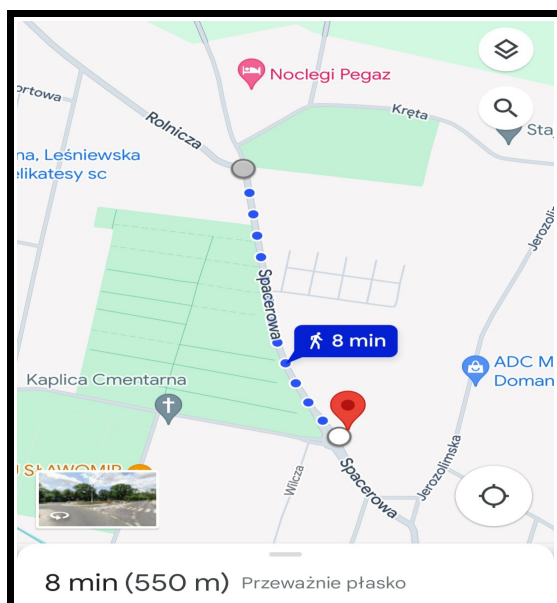 Noclegi Pegaz
ortowa
Rolnicza
Kręta
Sta
na, Leśniewska
elikatesy sc
Jerozolim
Spacerowa
8 min
ADC M
Doman
Kaplica Cmentarna
J SŁAWOMIR
Wilcza
Spacerowa
Jerozolimska
8 min (550 m) Przeważnie płasko